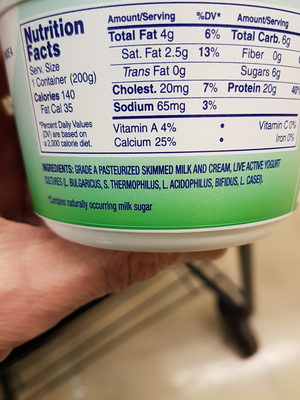 Nutrition
Facts
Serv. Size
1 Container (200g)
Calories 140
Fat Cal 35
*Percent Daily Values
(DV) are based on
a 2,000 calorie diet.
Amount/Serving %DV* Amount/Serving
Total Fat 4g 6% Total Carb. 6g
Sat. Fat 2.5g 13% Fiber 0g
Trans Fat 0g Sugars 6g
Cholest. 20mg 7% Protein 20g 40%
Sodium 65mg 3%
Vitamin A 4% • Vitamin C 0%
Calcium 25% • Iron 0%
INGREDIENTS: GRADE A PASTEURIZED SKIMMED MILK AND CREAM, LIVE ACTIVE YOGURT
CULTURES (L. BULGARICUS, S. THERMOPHILUS, L. ACIDOPHILUS, BIFIDUS, L. CASEI).
*Contains naturally occurring milk sugar